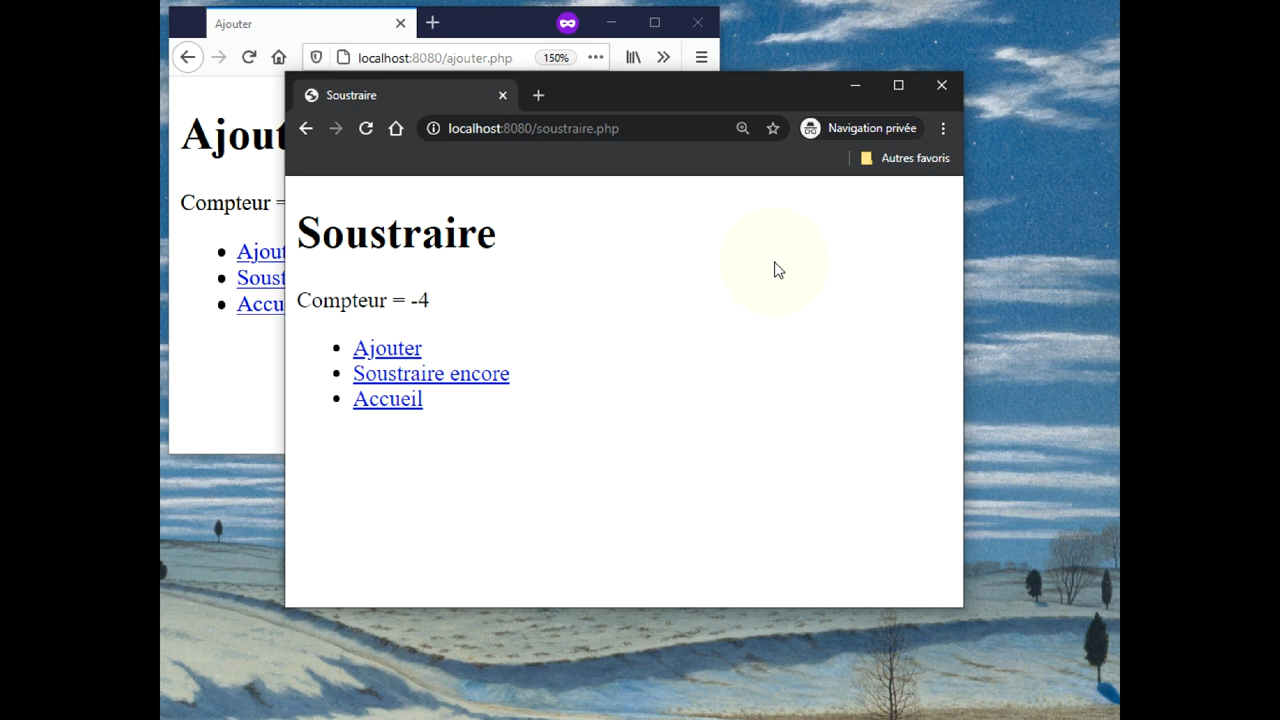 Ajouter
localhost:8080/ajouter.php
150%
Ajout
Compteur =
Ajout
Soust
Accu
Soustraire
localhost:8080/soustraire.php
Navigation privée
Autres favoris
Soustraire
Compteur = -4
Ajouter
Soustraire encore
Accueil